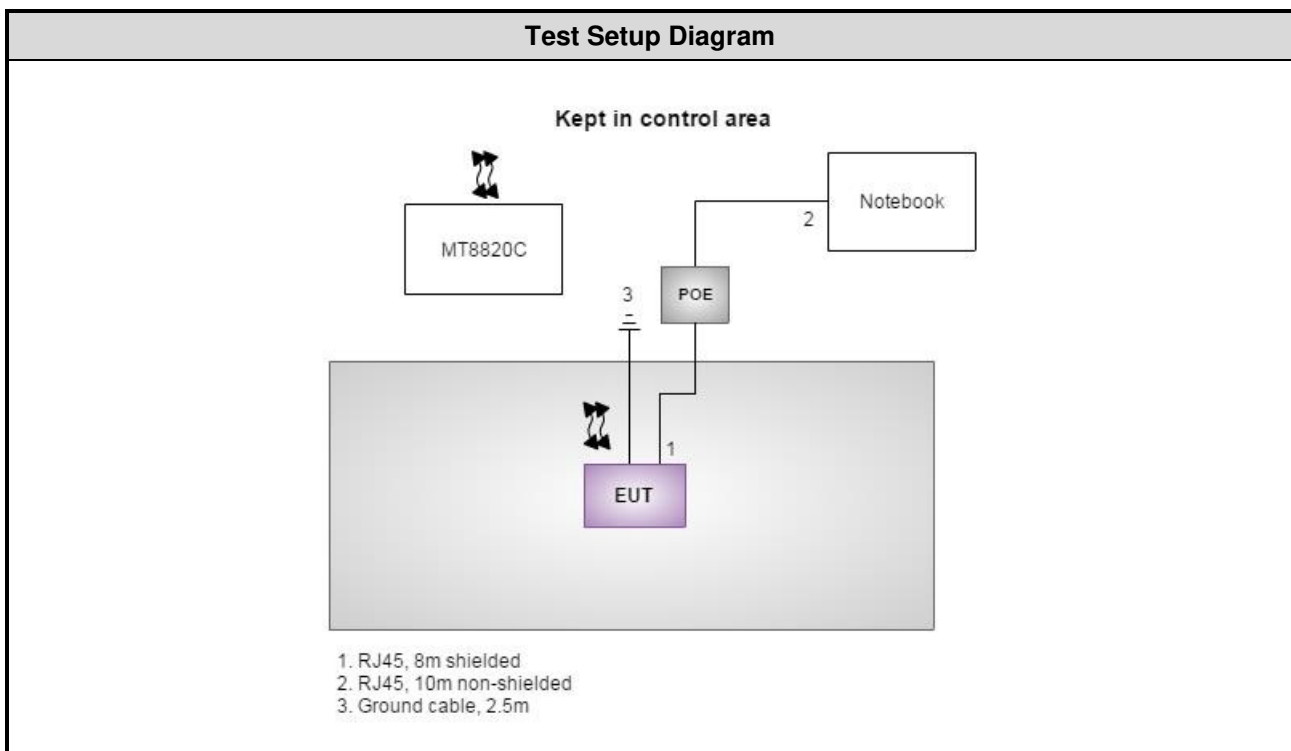 Test Setup Diagram
Kept in control area
Notebook
2
MT8820C
POE
3
1
EUT
1. RJ45, 8m shielded
2. RJ45, 10m non-shielded
3. Ground cable, 2.5m